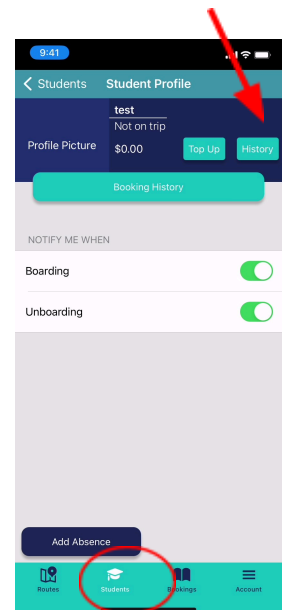 9:41
Students Student Profile
test
Not on trip
Profile Picture $0.00 Top Up History
Booking History
NOTIFY ME WHEN
Boarding
Unboarding
Add Absence
Routes Students Bookings Account